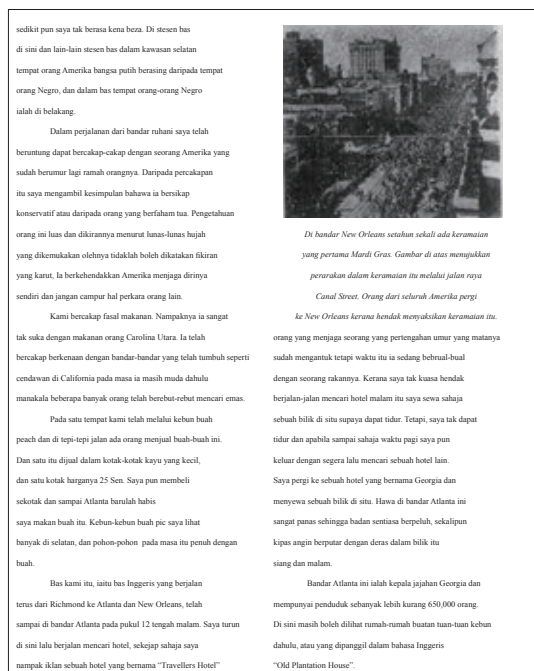 sedikit pun saya tak berasa kena beza. Di stesen bas
di sini dan lain-lain stesen bas dalam kawasan selatan
tempat orang Amerika bangsa putih berasing daripada tempat
orang Negro, dan dalam bas tempat orang-orang Negro
ialah di belakang.
Dalam perjalanan dari bandar ruhani saya telah
beruntung dapat bercakap-cakap dengan seorang Amerika yang
sudah berumur lagi ramah orangnya. Daripada percakapan
itu saya mengambil kesimpulan bahawa ia bersikap
konservatif atau daripada orang yang berfaham tua. Pengetahuan
orang ini luas dan dikirannya menurut lunas-lunas hujah
yang dikemukakan olehnya tidaklah boleh dikatakan fikiran
yang karut, Ia berkehendakkan Amerika menjaga dirinya
sendiri dan jangan campur hal perkara orang lain.
Kami bercakap fasal makanan. Nampaknya ia sangat
tak suka dengan makanan orang Carolina Utara. Ia telah
bercakap berkenaan dengan bandar-bandar yang telah tumbuh seperti
cendawan di California pada masa ia masih muda dahulu
manakala beberapa banyak orang telah berebut-rebut mencari emas.
Pada satu tempat kami telah melalui kebun buah
peach dan di tepi-tepi jalan ada orang menjual buah-buah ini.
Dan satu itu dijual dalam kotak-kotak kayu yang kecil,
dan satu kotak harganya 25 Sen. Saya pun membeli
sekotak dan sampai Atlanta barulah habis
saya makan buah itu. Kebun-kebun buah pic saya lihat
banyak di selatan, dan pohon-pohon pada masa itu penuh dengan
buah.
Bas kami itu, iaitu bas Inggeris yang berjalan
terus dari Richmond ke Atlanta dan New Orleans, telah
sampai di bandar Atlanta pada pukul 12 tengah malam. Saya turun
di sini lalu berjalan mencari hotel, sekejap sahaja saya
nampak iklan sebuah hotel yang bernama "Travellers Hotel"
Di bandar New Orleans setahun sekali ada keramaian
yang pertama Mardi Gras. Gambar di atas menujukkan
perarakan dalam keramaian itu melalui jalan raya
Canal Street. Orang dari seluruh Amerika pergi
ke New Orleans kerana hendak menyaksikan keramaian itu.
orang yang menjaga seorang yang pertengahan umur yang matanya
sudah mengantuk tetapi waktu itu ia sedang bebrual-bual
dengan seorang rakannya. Kerana saya tak kuasa hendak
berjalan-jalan mencari hotel malam itu saya sewa sahaja
sebuah bilik di situ supaya dapat tidur. Tetapi, saya tak dapat
tidur dan apabila sampai sahaja waktu pagi saya pun
keluar dengan segera lalu mencari sebuah hotel lain.
Saya pergi ke sebuah hotel yang bernama Georgia dan
menyewa sebuah bilik di situ. Hawa di bandar Atlanta ini
sangat panas sehingga badan sentiasa berpeluh, sekalipun
kipas angin berputar dengan deras dalam bilik itu
siang dan malam.
Bandar Atlanta ini ialah kepala jajahan Georgia dan
mempunyai penduduk sebanyak lebih kurang 650,000 orang.
Di sini masih boleh dilihat rumah-rumah buatan tuan-tuan kebun
dahulu, atau yang dipanggil dalam bahasa Inggeris
"Old Plantation House".